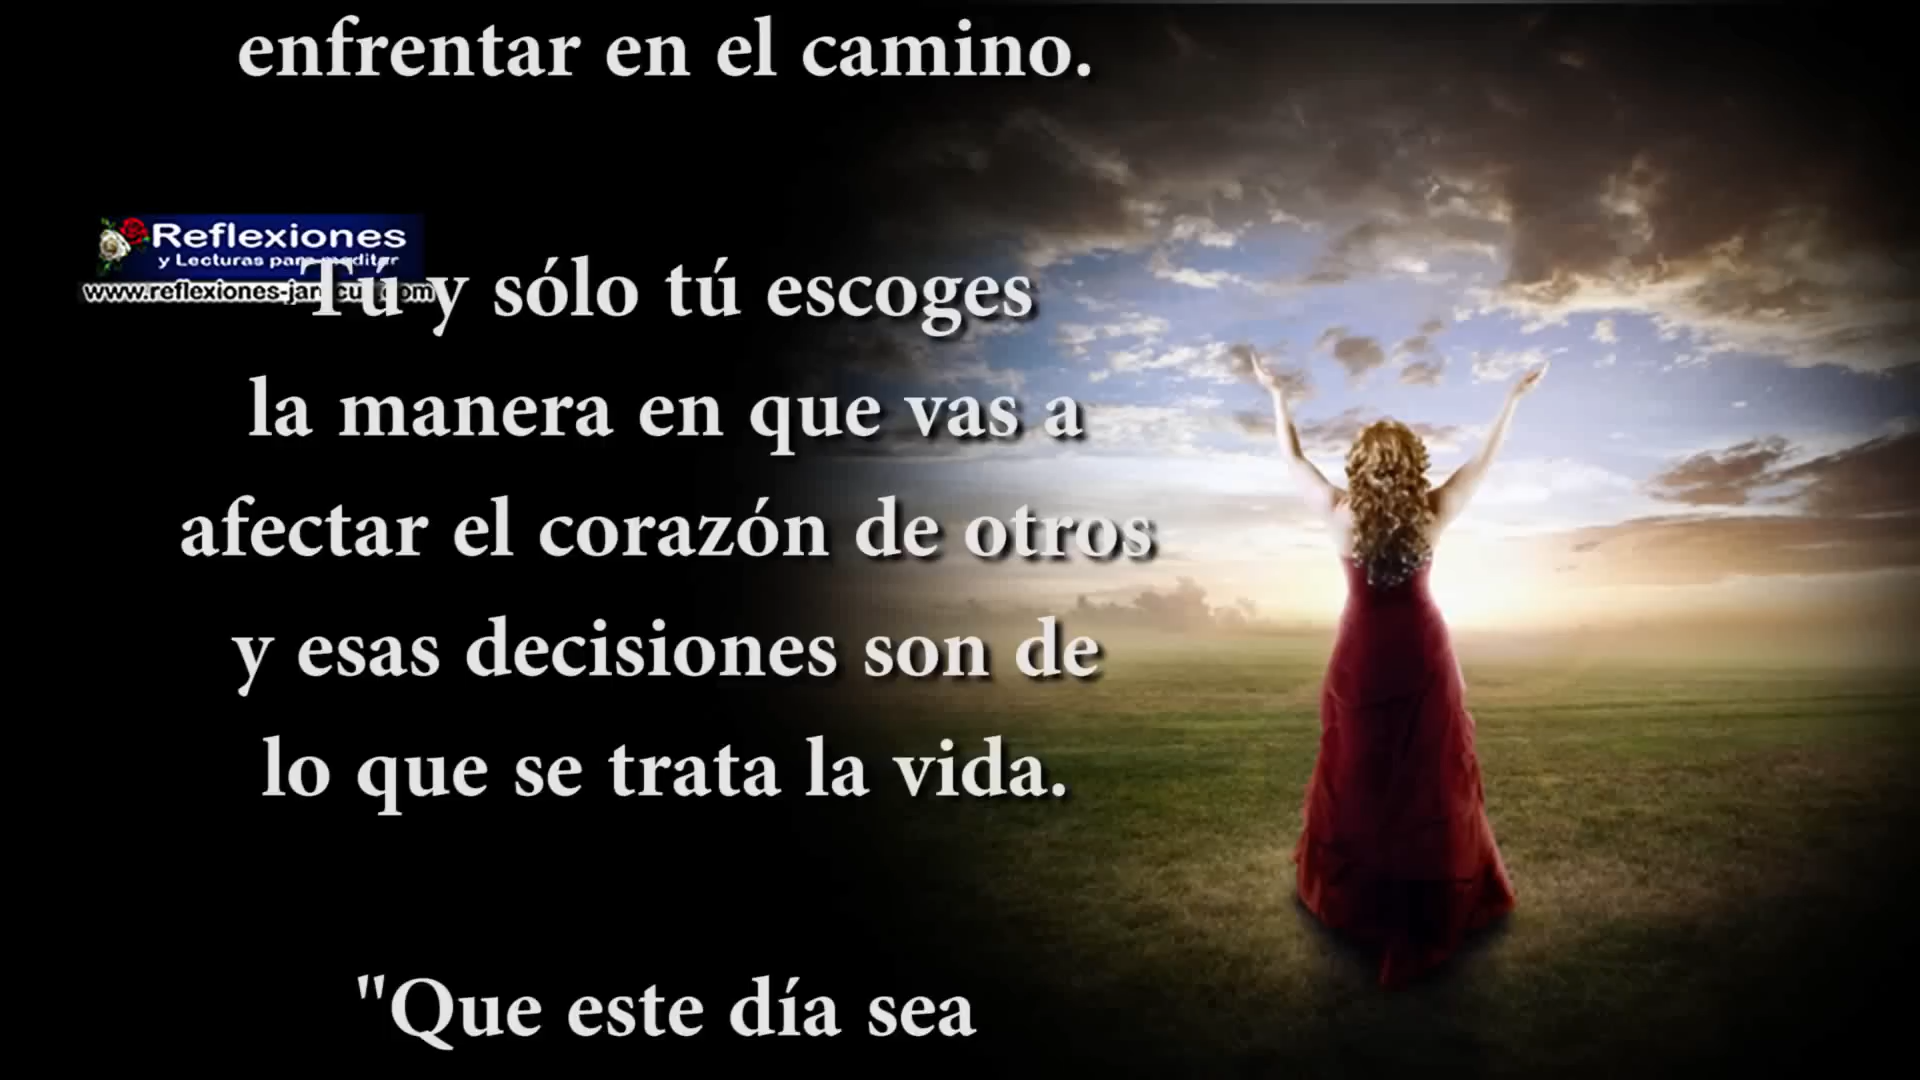 enfrentar en el camino.
Reflexiones
y Lecturas para meditar
Tú y sólo tú escoges
la manera en que vas a
afectar el corazón de otros
y esas decisiones son de
lo que se trata la vida.
"Que este día sea